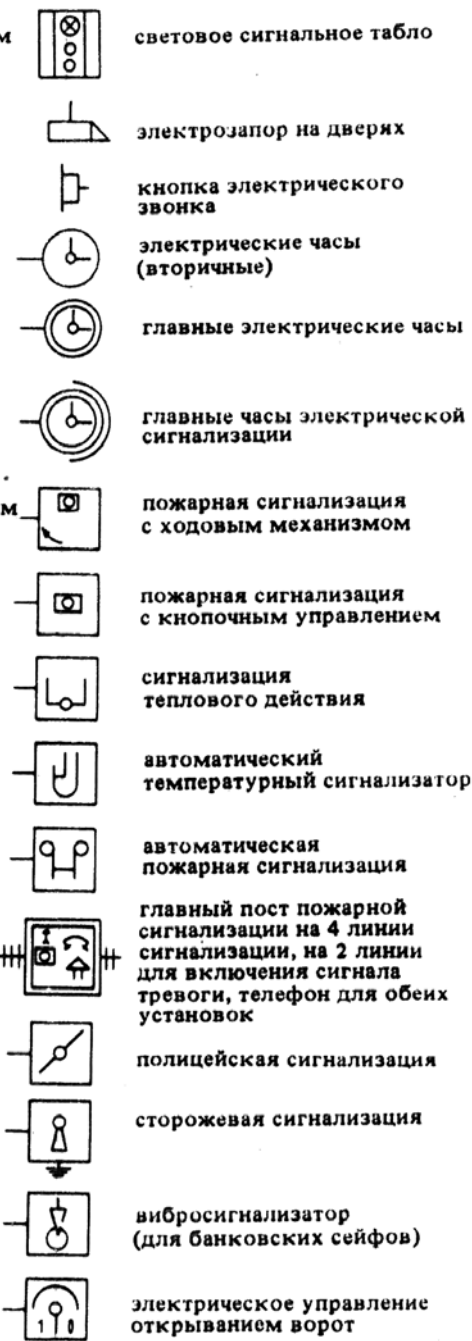 м
световое сигнальное табло
электрозапор на дверях
кнопка электрического
звонка
электрические часы
(вторичные)
главные электрические часы
главные часы электрической
сигнализации
м
пожарная сигнализация
с ходовым механизмом
пожарная сигнализация
с кнопочным управлением
сигнализация
теплового действия
автоматический
температурный сигнализатор
автоматическая
пожарная сигнализация
главный пост пожарной
сигнализации на 4 линии
сигнализации, на 2 линии
для включения сигнала
тревоги, телефон для обеих
установок
полицейская сигнализация
сторожевая сигнализация
вибросигнализатор
(для банковских сейфов)
1 0
электрическое управление
открыванием ворот